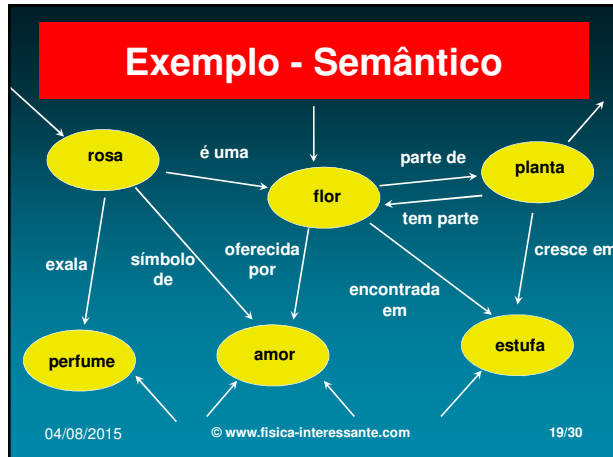 Exemplo - Semântico
rosa
é uma
flor
parte de
planta
tem parte
exala
símbolo
de
oferecida
por
encontrada
em
cresce em
perfume
amor
estufa
04/08/2015
© www.fisica-interessante.com
19/30